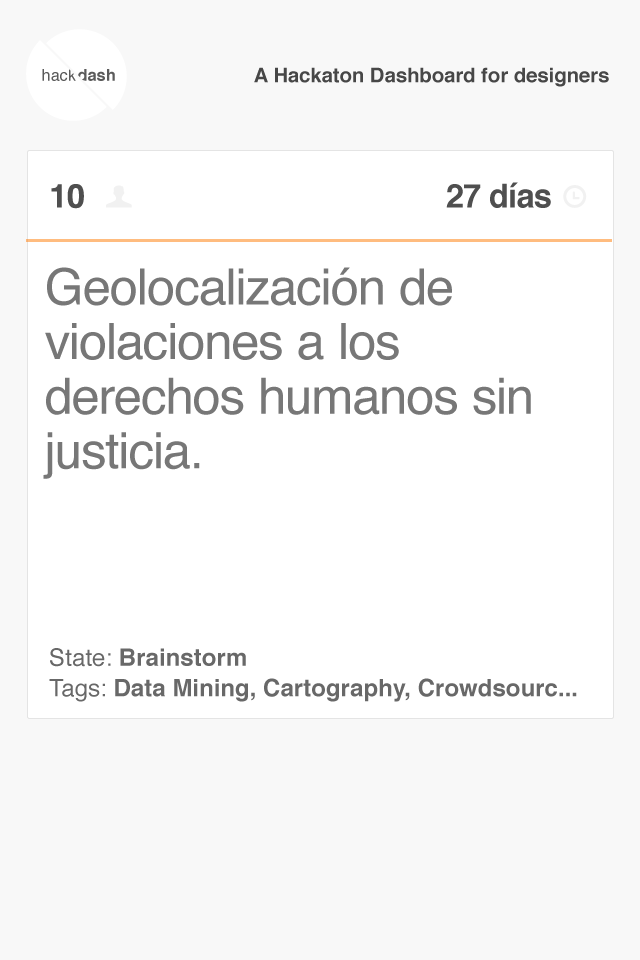 hackdash
A Hackaton Dashboard for designers
10
27 días
Geolocalización de
violaciones a los
derechos humanos sin
justicia.
State: Brainstorm
Tags: Data Mining, Cartography, Crowdsourc...